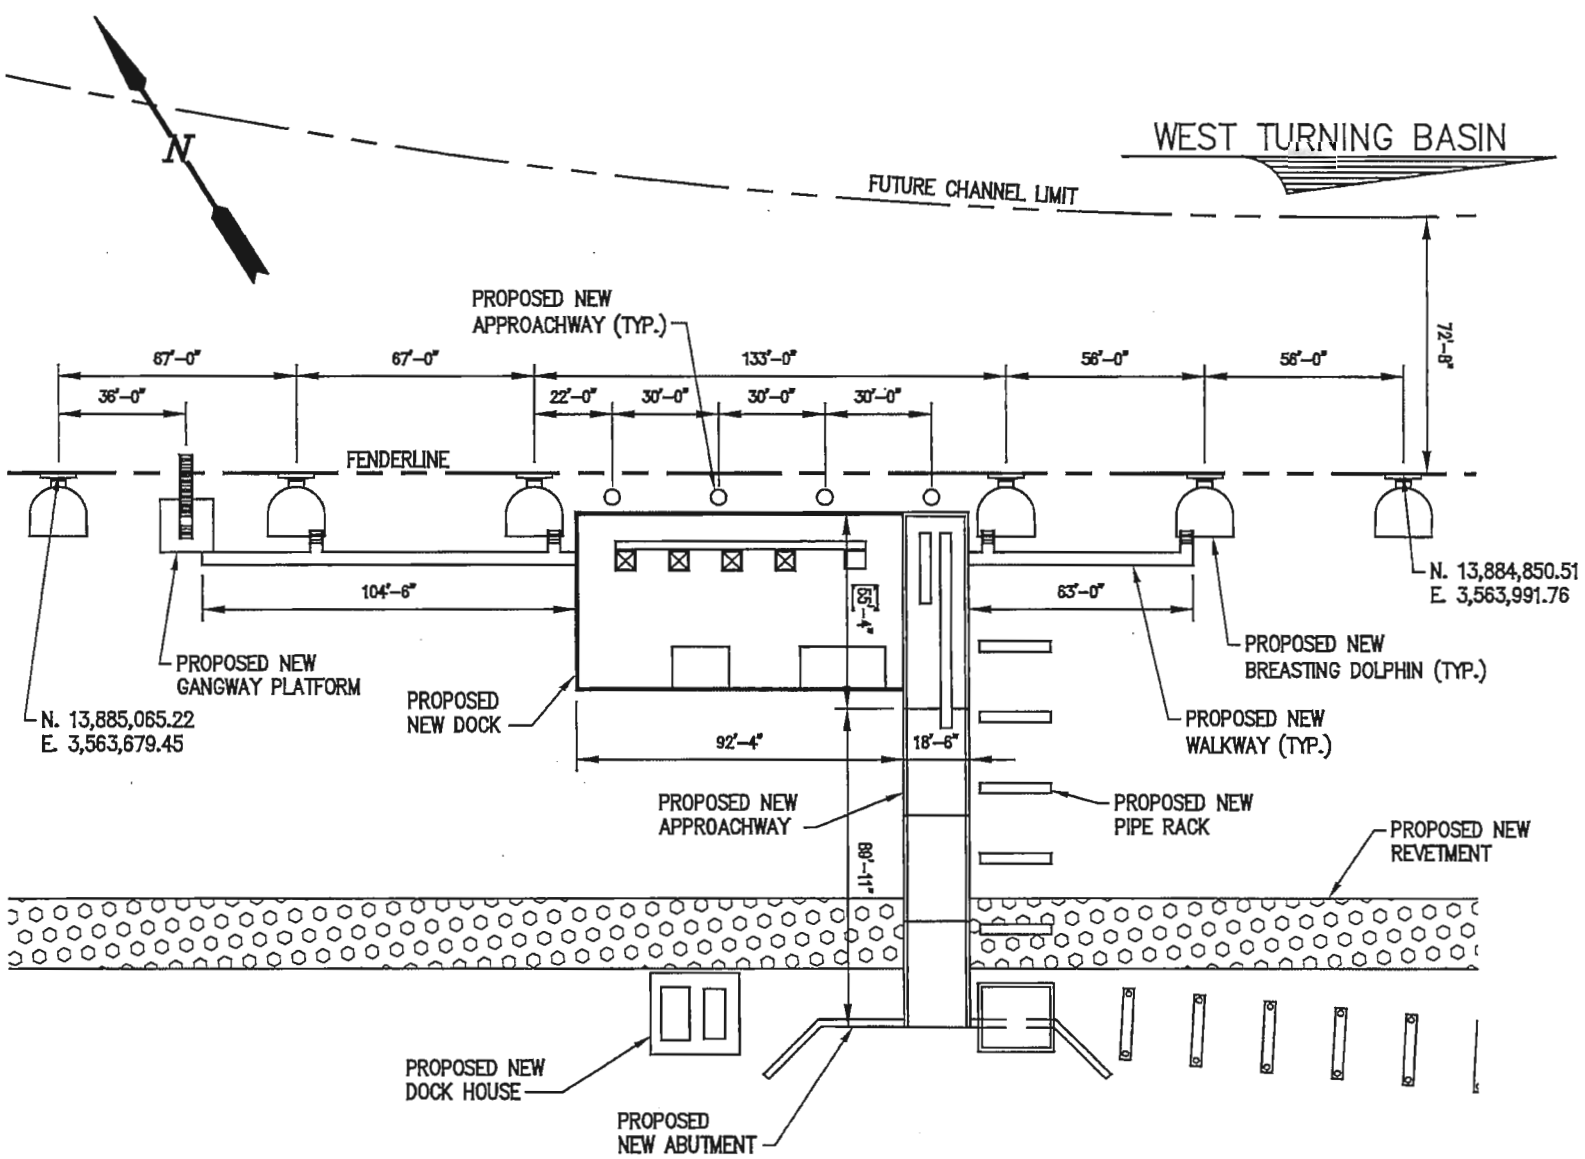 WEST TURNING BASIN
N
FUTURE CHANNEL LIMIT
PROPOSED NEW
APPROACHWAY (TYP.)
72'-8"
67'-0"
67'-0"
133'-0"
56'-0"
56'-0"
36'-0"
22'-0"
30'-0"
30'-0"
30'-0"
FENDERLINE
N. 13,884,850.51
E. 3,563,991.76
104'-6"
55'-4"
63'-0"
PROPOSED NEW
GANGWAY PLATFORM
PROPOSED NEW
BREASTING DOLPHIN (TYP.)
PROPOSED
NEW DOCK
N. 13,885,065.22
E. 3,563,679.45
PROPOSED NEW
WALKWAY (TYP.)
92'-4"
18'-6"
PROPOSED NEW
APPROACHWAY
PROPOSED NEW
PIPE RACK
PROPOSED NEW
REVETMENT
89'-11"
PROPOSED NEW
DOCK HOUSE
PROPOSED
NEW ABUTMENT